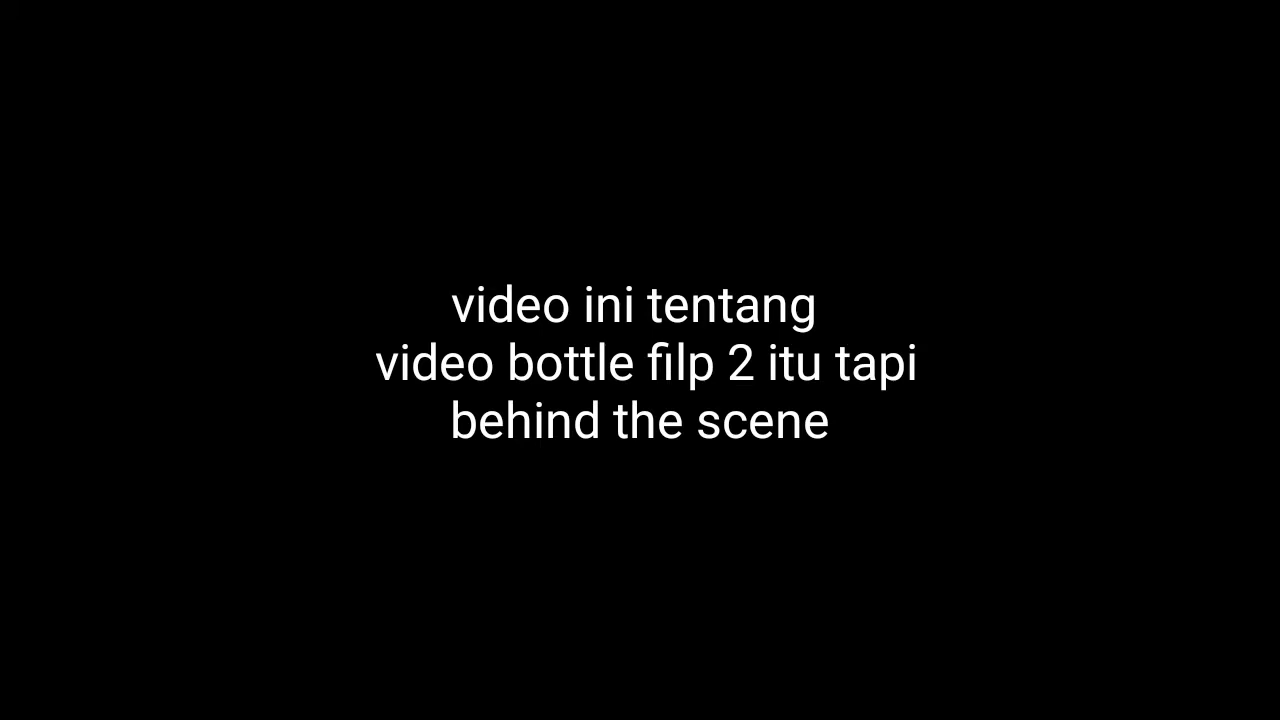 video ini tentang
video bottle filp 2 itu tapi
behind the scene